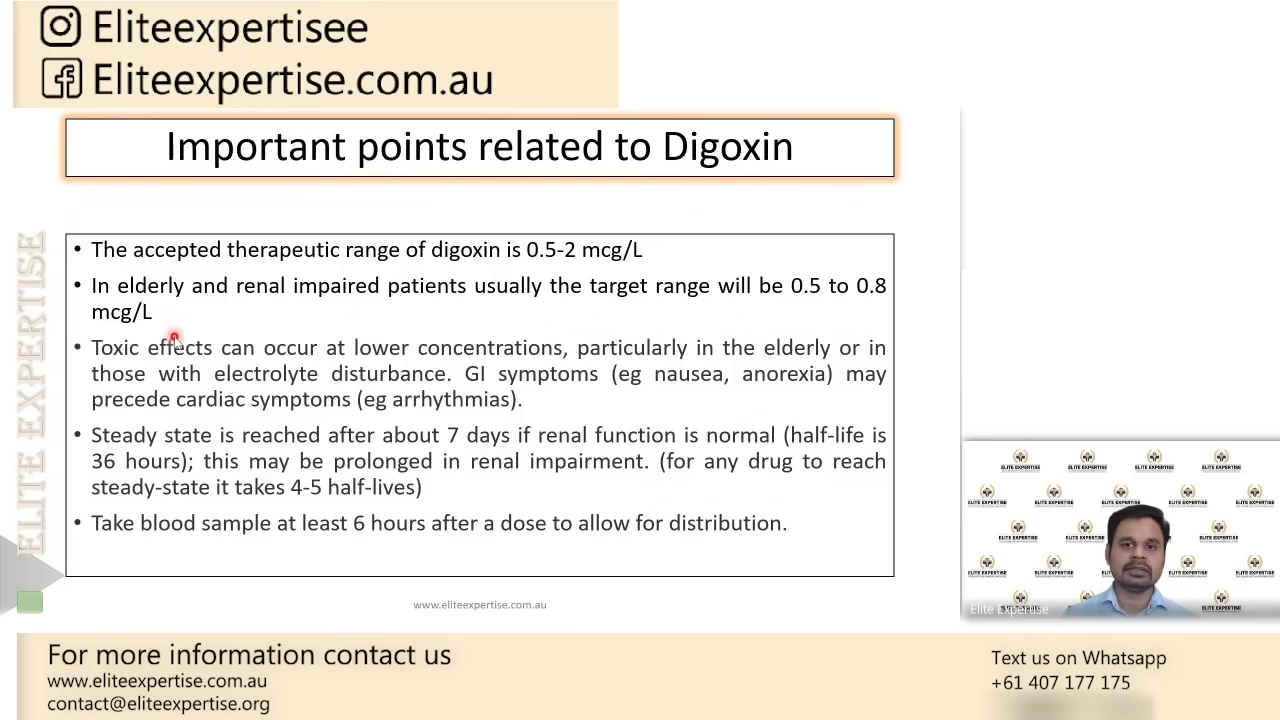 Eliteexpertisee
Eliteexpertise.com.au
Important points related to Digoxin
ELITE EXPERTISE
• The accepted therapeutic range of digoxin is 0.5-2 mcg/L
• In elderly and renal impaired patients usually the target range will be 0.5 to 0.8
mcg/L
• Toxic effects can occur at lower concentrations, particularly in the elderly or in
those with electrolyte disturbance. GI symptoms (eg nausea, anorexia) may
precede cardiac symptoms (eg arrhythmias).
• Steady state is reached after about 7 days if renal function is normal (half-life is
36 hours); this may be prolonged in renal impairment. (for any drug to reach
steady-state it takes 4-5 half-lives)
• Take blood sample at least 6 hours after a dose to allow for distribution.
www.eliteexpertise.com.au
ELITE EXPERTISE
Elite Expertise
For more information contact us
www.eliteexpertise.com.au
contact@eliteexpertise.org
Text us on Whatsapp
+61 407 177 175